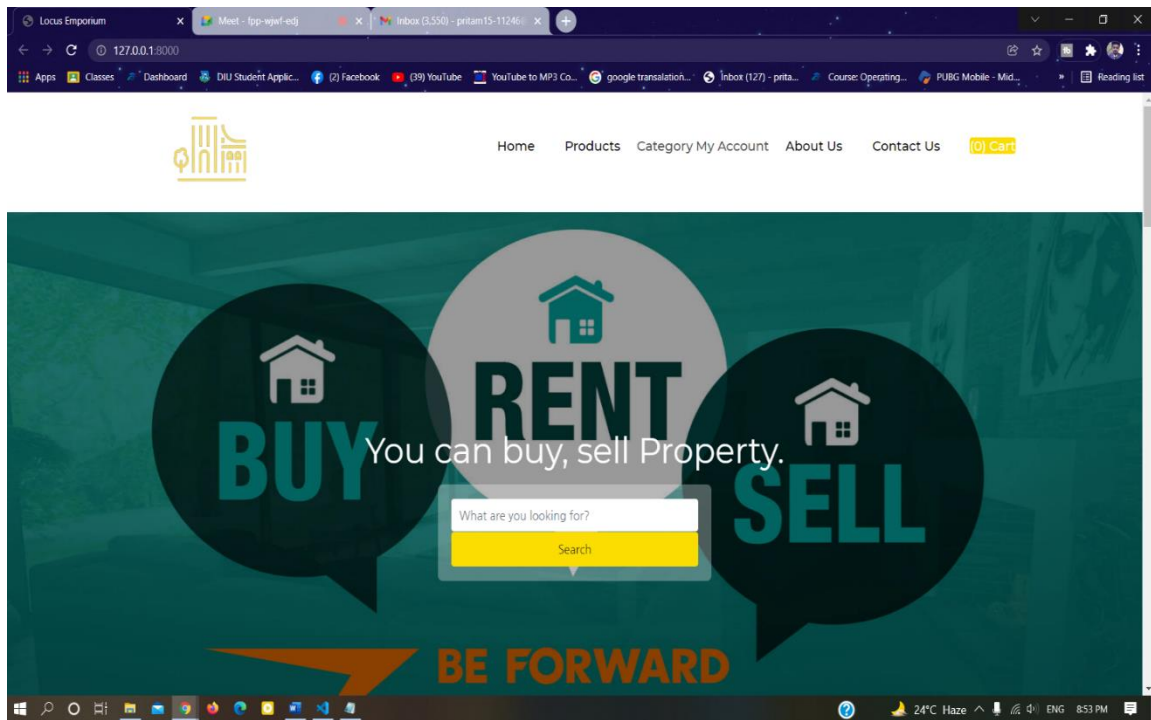 Locus Emporium
Meet - fpp-wjwf-edj
Inbox (3,550) - pritam15-11246
127.0.0.1:8000
Apps Classes Dashboard DIU Student Applic... (2) Facebook (39) YouTube YouTube to MP3 Co... google transalation... Inbox (127) - prita... Course: Operating... PUBG Mobile - Mid... » Reading list
Home Products Category My Account About Us Contact Us (0) Cart
RENT
BUY
SELL
You can buy, sell Property.
What are you looking for?
Search
BE FORWARD
24°C Haze ENG 8:53 PM